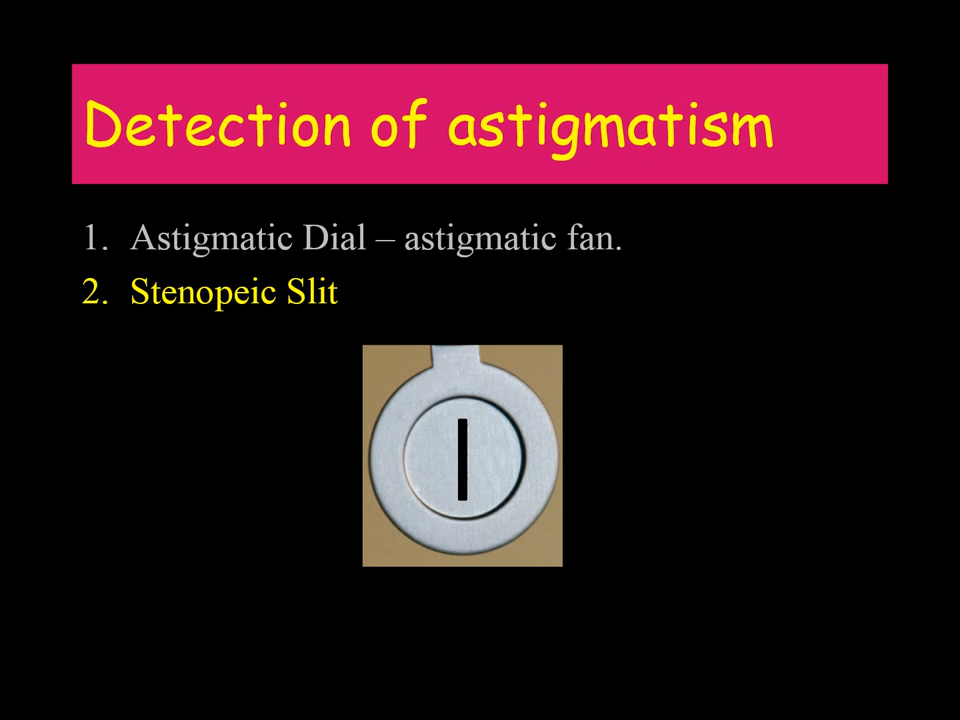 Detection of astigmatism
1. Astigmatic Dial – astigmatic fan.
2. Stenopeic Slit